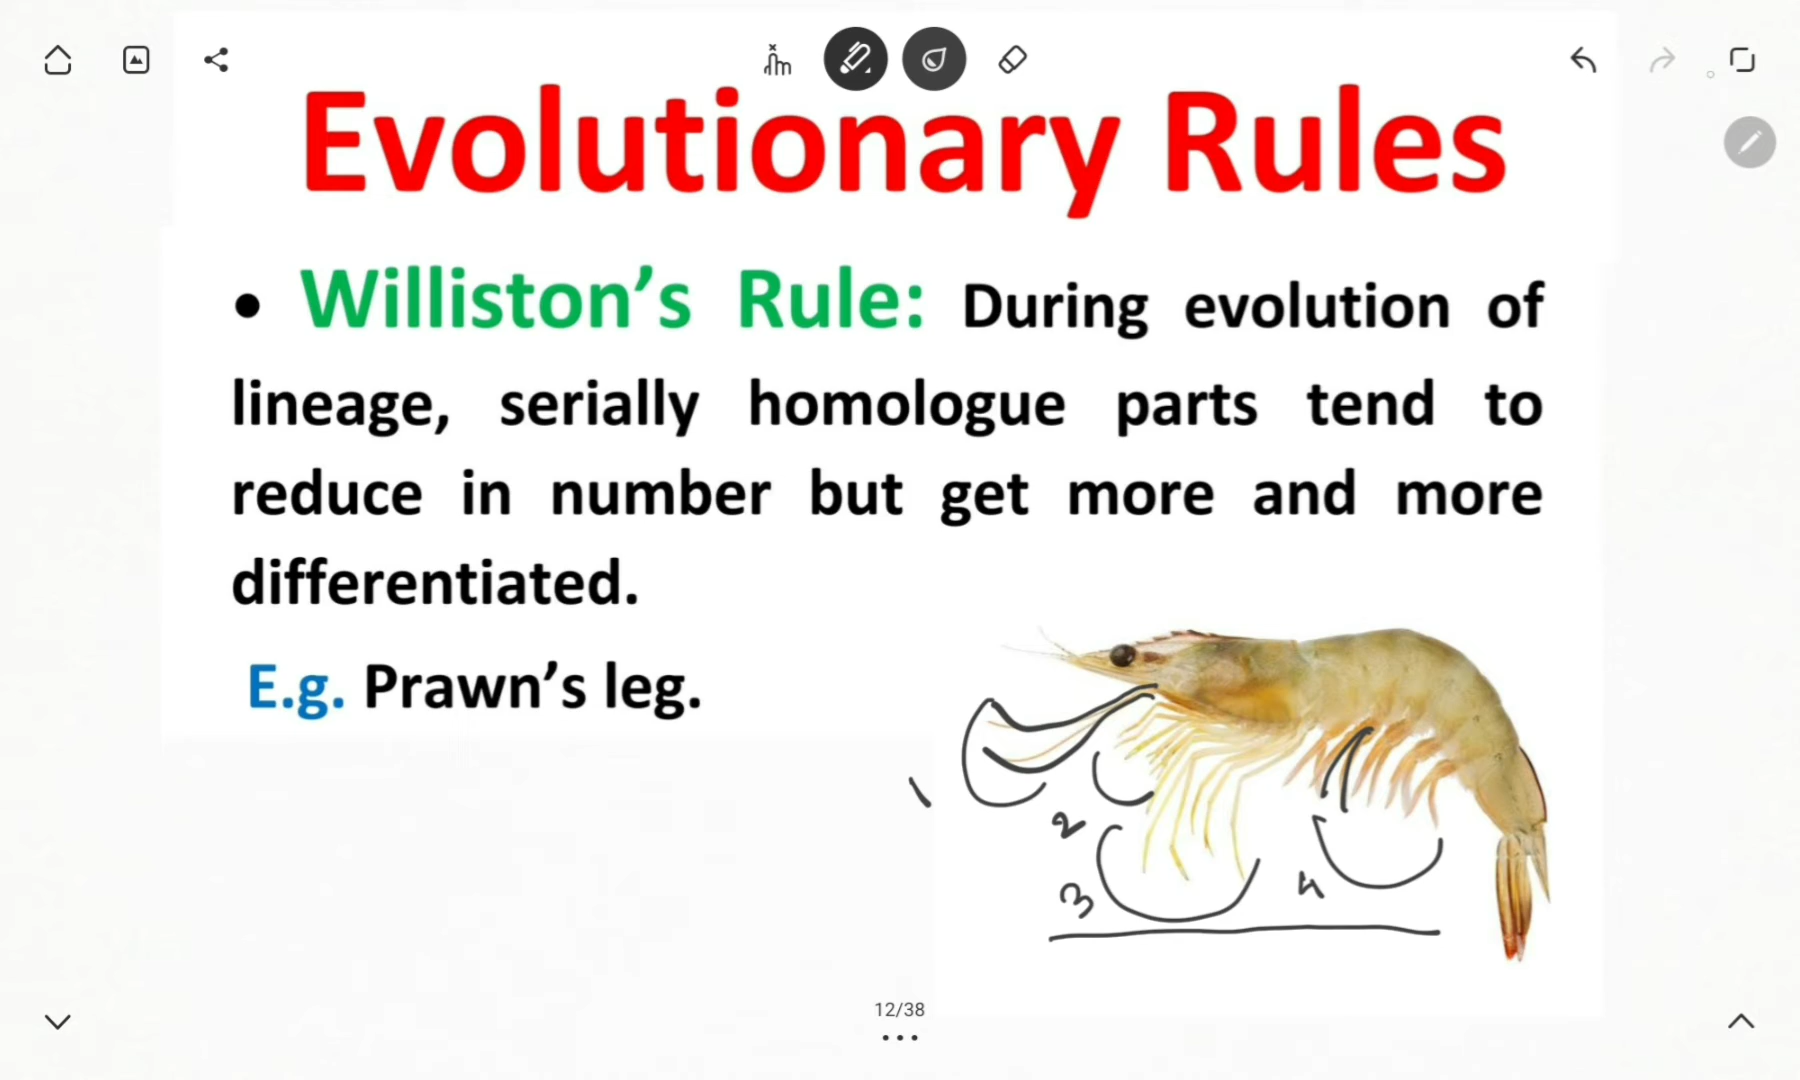 Evolutionary Rules
• Williston's Rule: During evolution of
lineage, serially homologue parts tend to
reduce in number but get more and more
differentiated.
E.g. Prawn's leg.
1
2
3
4
12/38